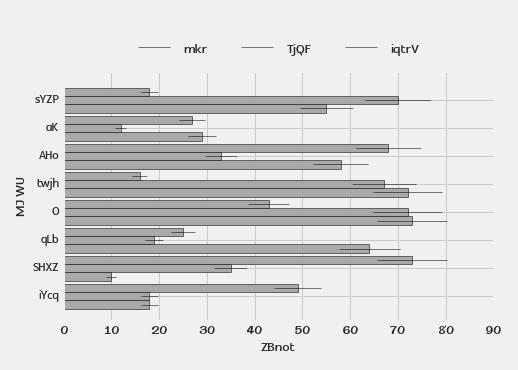 mkr TjQF iqtrV
sYZP
aK
AHo
twjh
O
qLb
SHXZ
iYcq
MJ WU
0 10 20 30 40 50 60 70 80 90
ZBnot